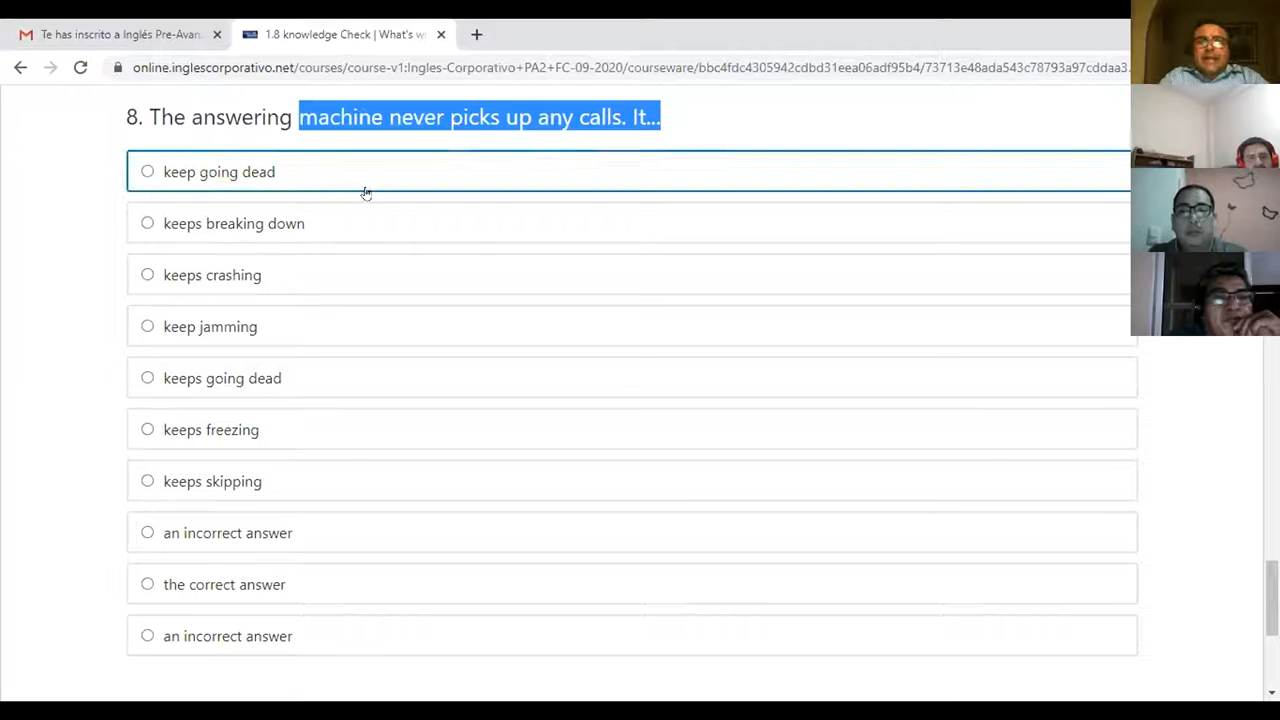 Te has inscrito a Inglés Pre-Avan
1.8 knowledge Check | What's w
online.inglescorporativo.net/courses/course-v1:Ingles-Corporativo+PA2+FC-09-2020/courseware/bbc4fdc4305942cdbd31eea06adf95b4/73713e48ada543c78793a97cddaa3...
8. The answering machine never picks up any calls. It...
keep going dead
keeps breaking down
keeps crashing
keep jamming
keeps going dead
keeps freezing
keeps skipping
an incorrect answer
the correct answer
an incorrect answer